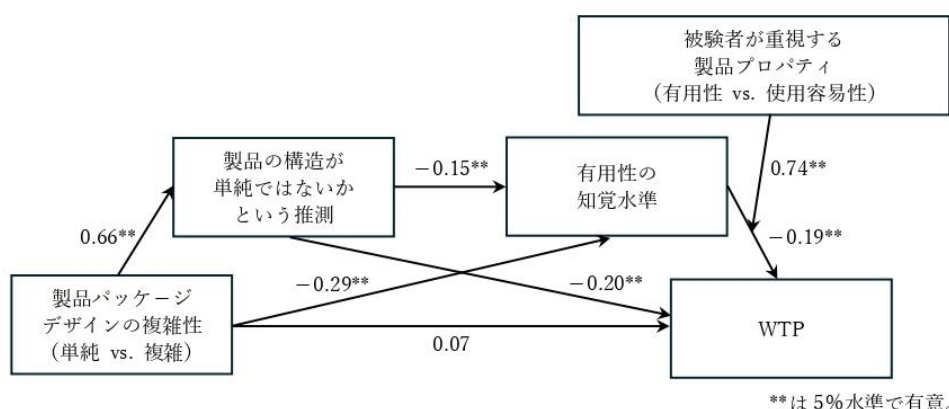 被験者が重視する
製品プロパティ
（有用性 vs. 使用容易性）
製品の構造が
単純ではないか
という推測
−0.15**
有用性の
知覚水準
0.74**
0.66**
−0.19**
製品パッケージ
デザインの複雑性
（単純 vs. 複雑）
−0.29**
−0.20**
0.07
WTP
**は 5%水準で有意。